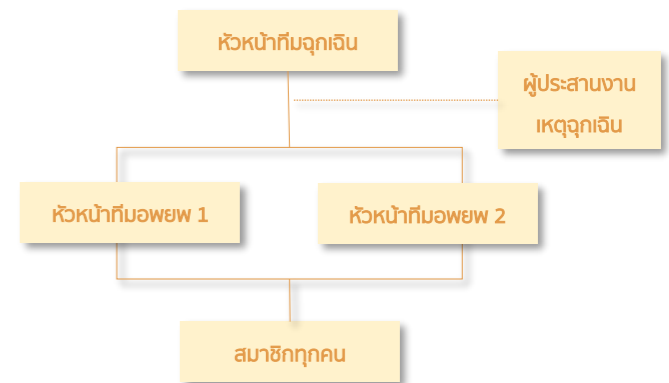 หัวหน้าทีมฉุกเฉิน
ผู้ประสานงาน
เหตุฉุกเฉิน
หัวหน้าทีมอพยพ 1
หัวหน้าทีมอพยพ 2
สมาชิกทุกคน